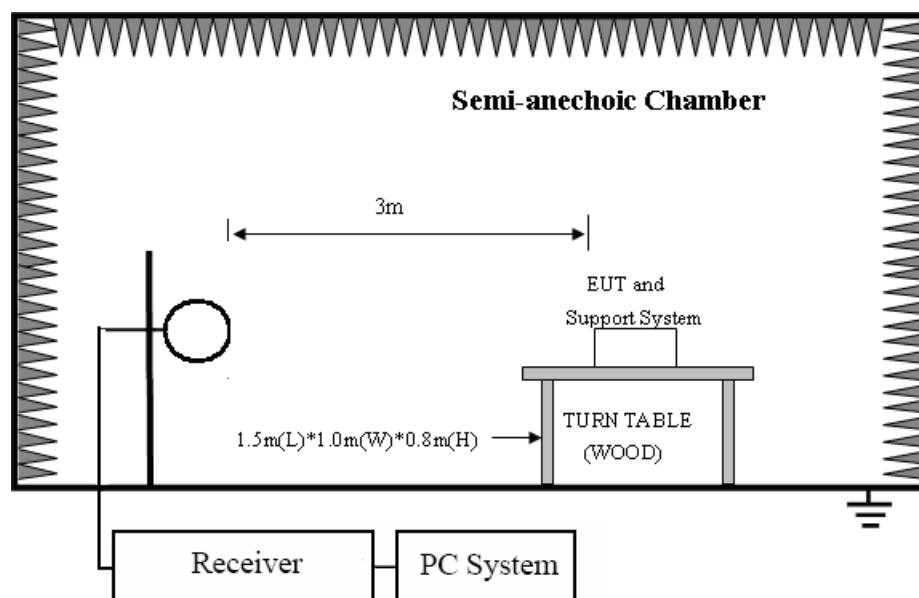 Semi-anechoic Chamber
3m
EUT and
Support System
1.5m(L)*1.0m(W)*0.8m(H)
TURN TABLE
(WOOD)
Receiver
PC System